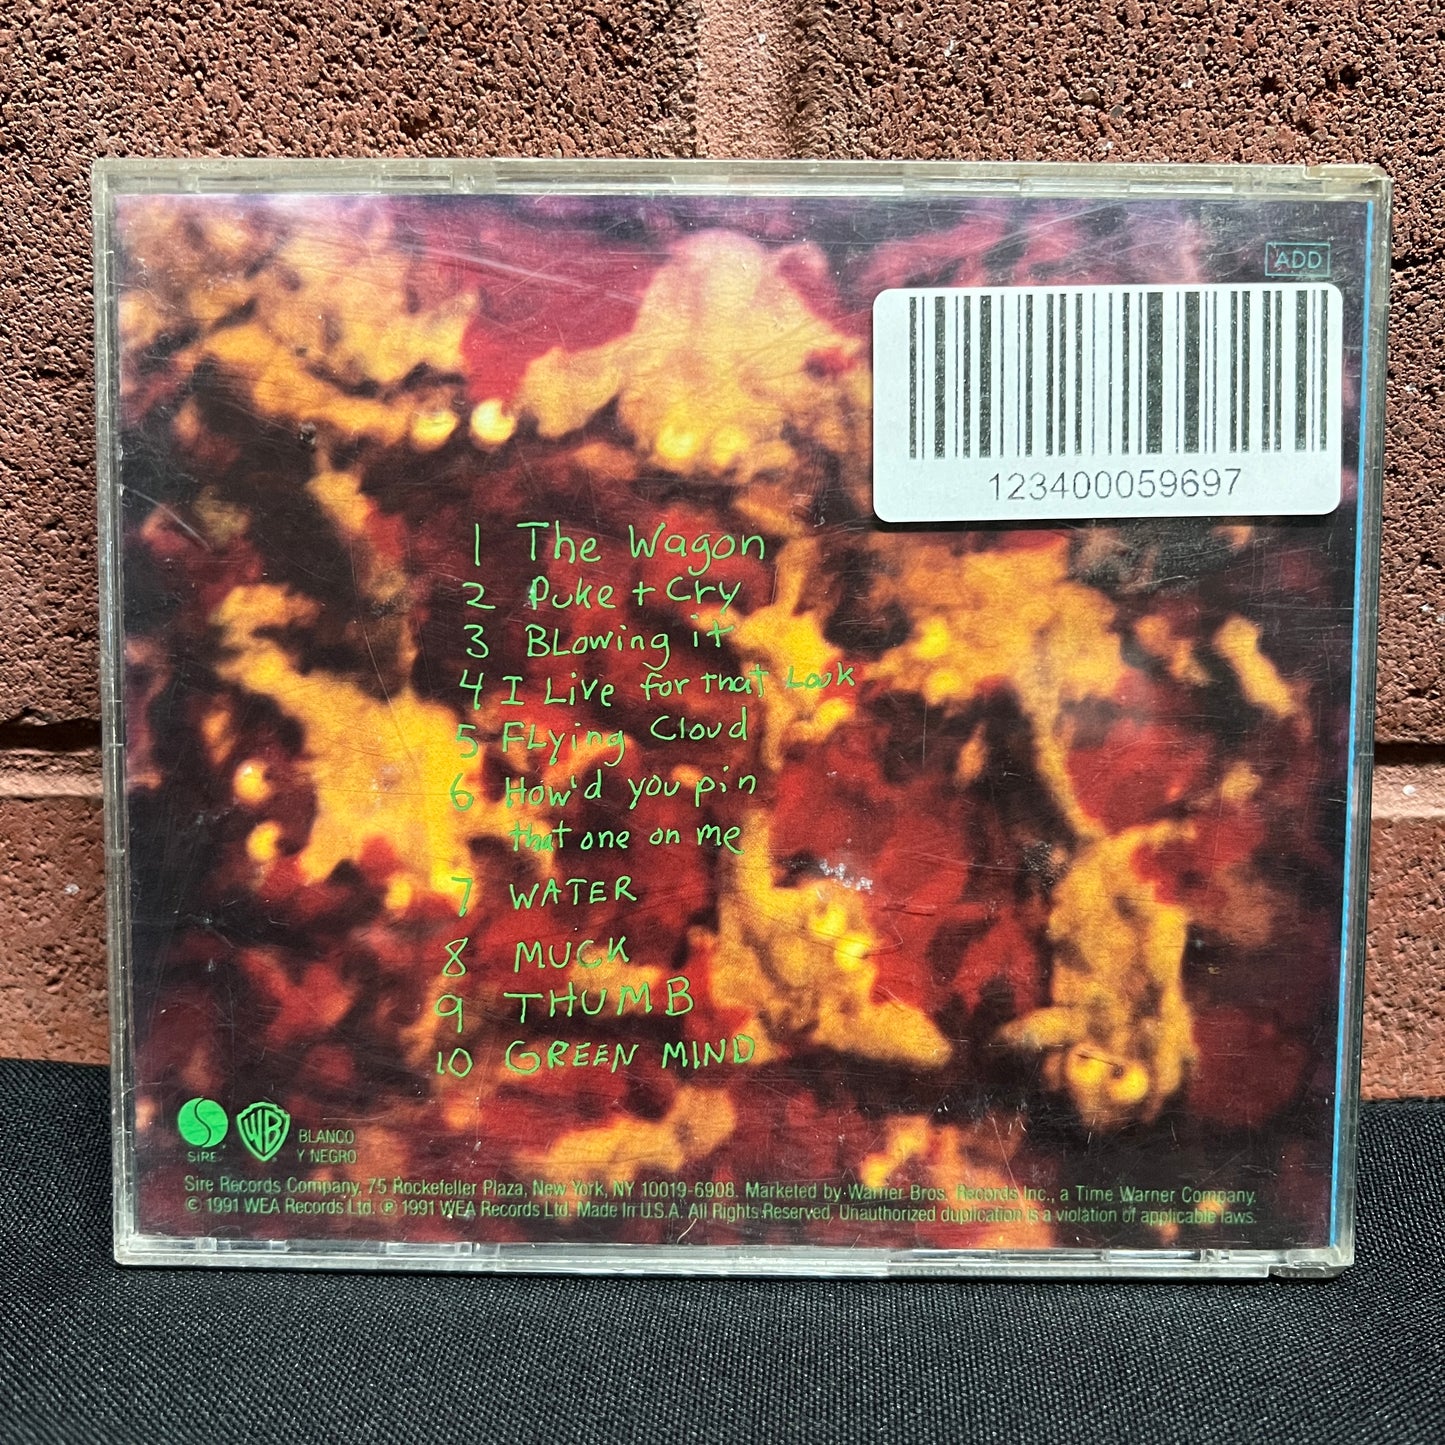 ADD
123400059697
1 The Wagon
2 Puke + Cry
3 BLowing it
4 I Live for that Look
5 FLying Cloud
6 How'd you pin
that one on me
7 WATER
8 MUCK
9 THUMB
10 GREEN MIND
SIRE
WB
BLANCO
Y NEGRO
Sire Records Company, 75 Rockefeller Plaza, New York, NY 10019-6908. Marketed by Warner Bros. Records Inc., a Time Warner Company.
© 1991 WEA Records Ltd. ℗ 1991 WEA Records Ltd. Made In U.S.A. All Rights Reserved. Unauthorized duplication is a violation of applicable laws.